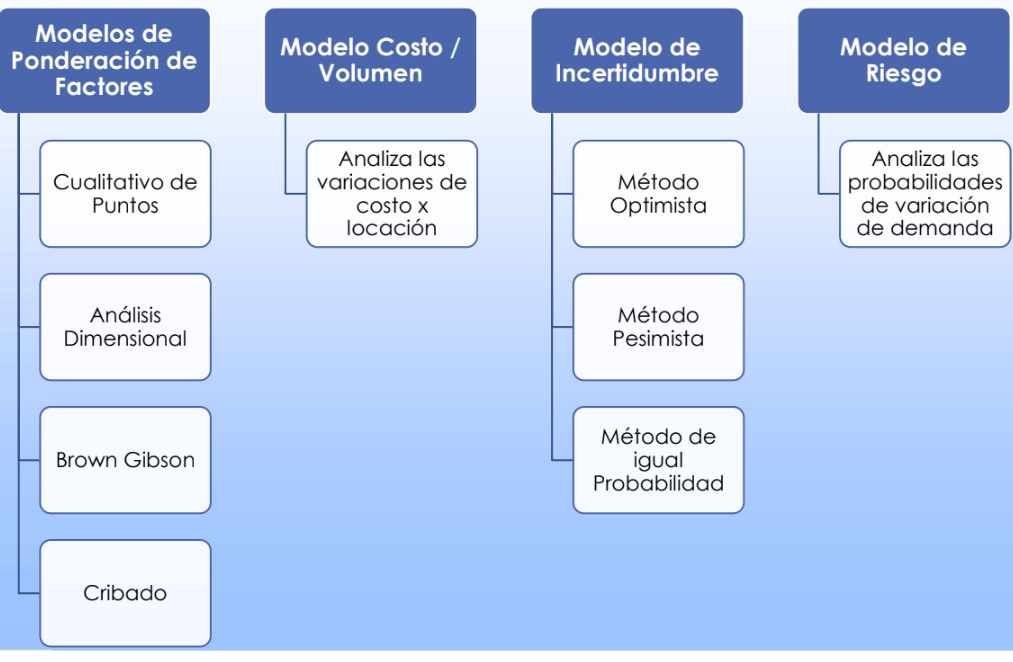 Modelos de
Ponderación de
Factores
Cualitativo de
Puntos
Análisis
Dimensional
Brown Gibson
Cribado
Modelo Costo /
Volumen
Analiza las
variaciones de
costo x
locación
Modelo de
Incertidumbre
Método
Optimista
Método
Pesimista
Método de
igual
Probabilidad
Modelo de
Riesgo
Analiza las
probabilidades
de variación
de demanda